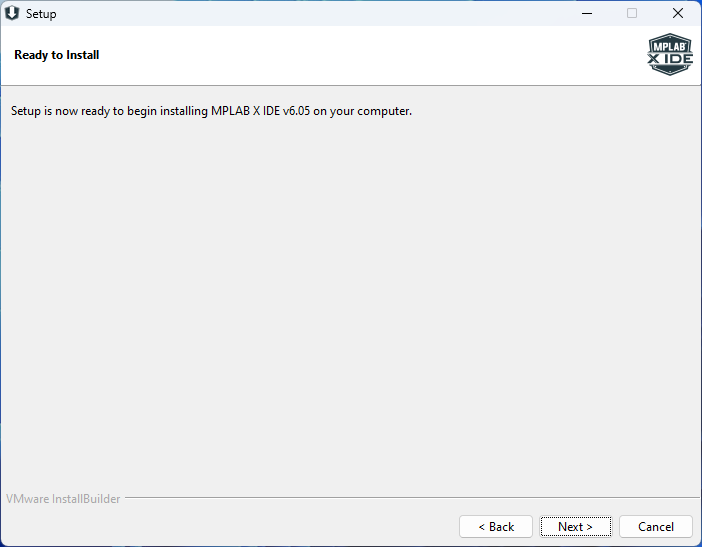 Setup
Ready to Install
MPLAB®
X IDE
Setup is now ready to begin installing MPLAB X IDE v6.05 on your computer.
VMware InstallBuilder
< Back
Next >
Cancel